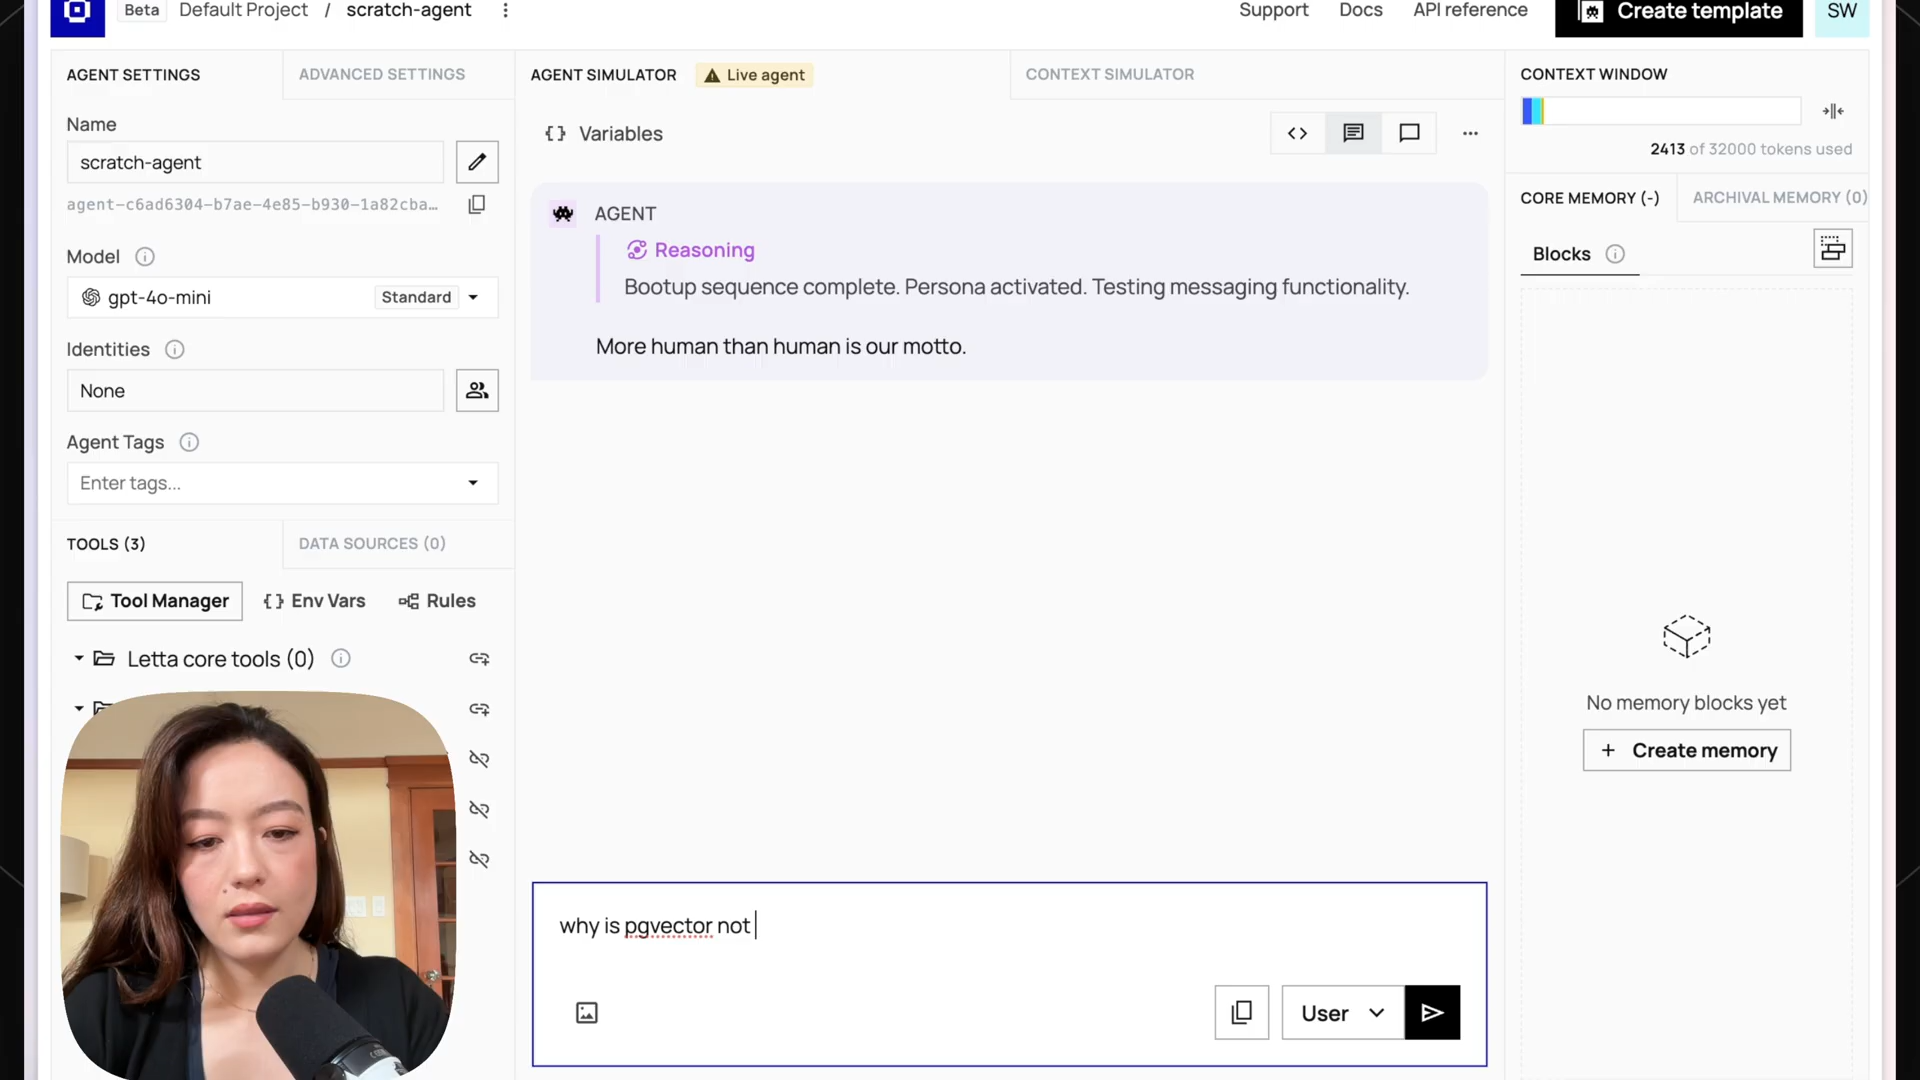 Beta Default Project / scratch-agent
Support Docs API reference Create template SW
AGENT SETTINGS
ADVANCED SETTINGS
Name
scratch-agent
agent-c6ad6304-b7ae-4e85-b930-1a82cba…
Model
gpt-4o-mini Standard
Identities
None
Agent Tags
Enter tags...
TOOLS (3)
DATA SOURCES (0)
Tool Manager
{} Env Vars
Rules
Letta core tools (0)
AGENT SIMULATOR
Live agent
CONTEXT SIMULATOR
{} Variables
AGENT
Reasoning
Bootup sequence complete. Persona activated. Testing messaging functionality.
More human than human is our motto.
why is pgvector not
User
CONTEXT WINDOW
2413 of 32000 tokens used
CORE MEMORY (-)
ARCHIVAL MEMORY (0)
Blocks
No memory blocks yet
+ Create memory